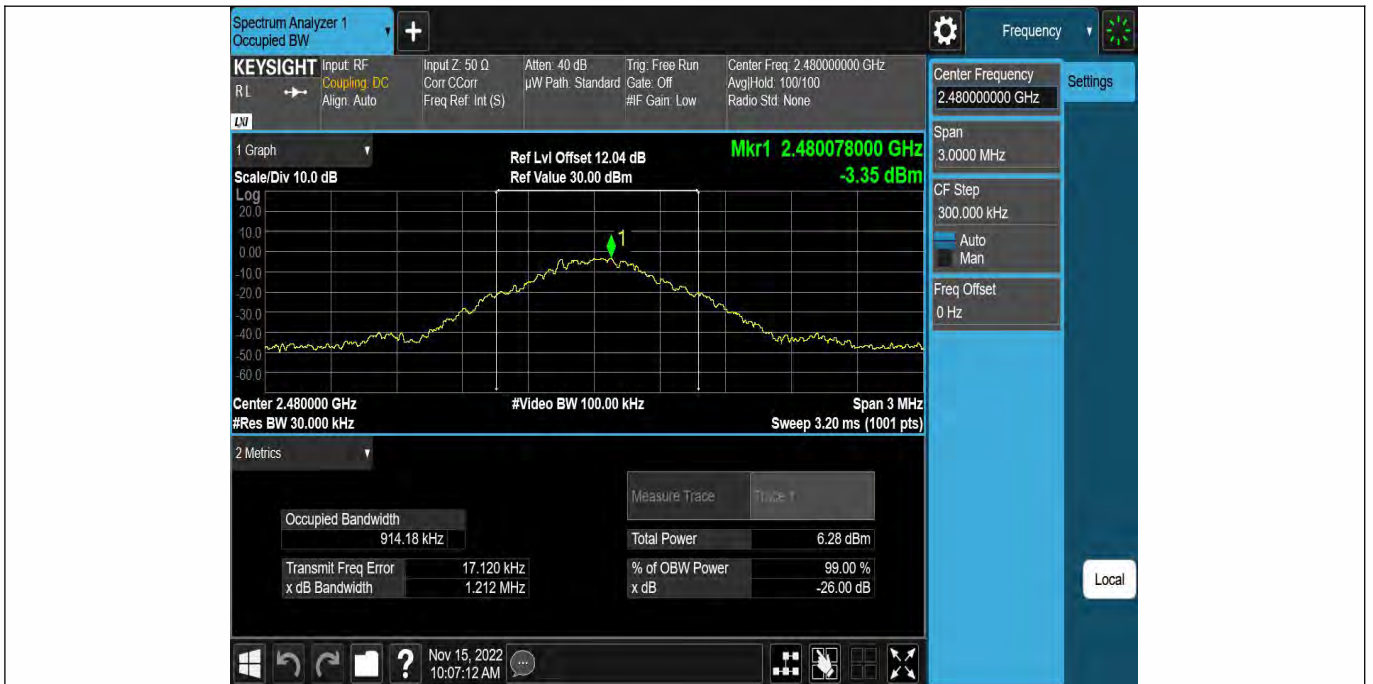 Spectrum Analyzer 1
Occupied BW
Frequency
KEYSIGHT
RL
LXI
Input: RF
Coupling: DC
Align: Auto
Input Z: 50 Ω
Corr CCorr
Freq Ref: Int (S)
Atten: 40 dB
µW Path: Standard
Trig: Free Run
Gate: Off
#IF Gain: Low
Center Freq: 2.480000000 GHz
Avg|Hold: 100/100
Radio Std: None
Center Frequency
2.480000000 GHz
Settings
Span
3.0000 MHz
CF Step
300.000 kHz
Auto
Man
Freq Offset
0 Hz
Local
1 Graph
Scale/Div 10.0 dB
Ref Lvl Offset 12.04 dB
Ref Value 30.00 dBm
Mkr1 2.480078000 GHz
-3.35 dBm
Log
20.0
10.0
0.00
-10.0
-20.0
-30.0
-40.0
-50.0
-60.0
1
Center 2.480000 GHz
#Video BW 100.00 kHz
Span 3 MHz
#Res BW 30.000 kHz
Sweep 3.20 ms (1001 pts)
2 Metrics
Measure Trace
Trace 1
Occupied Bandwidth
914.18 kHz
Total Power
6.28 dBm
Transmit Freq Error
17.120 kHz
% of OBW Power
99.00 %
x dB Bandwidth
1.212 MHz
x dB
-26.00 dB
Nov 15, 2022
10:07:12 AM